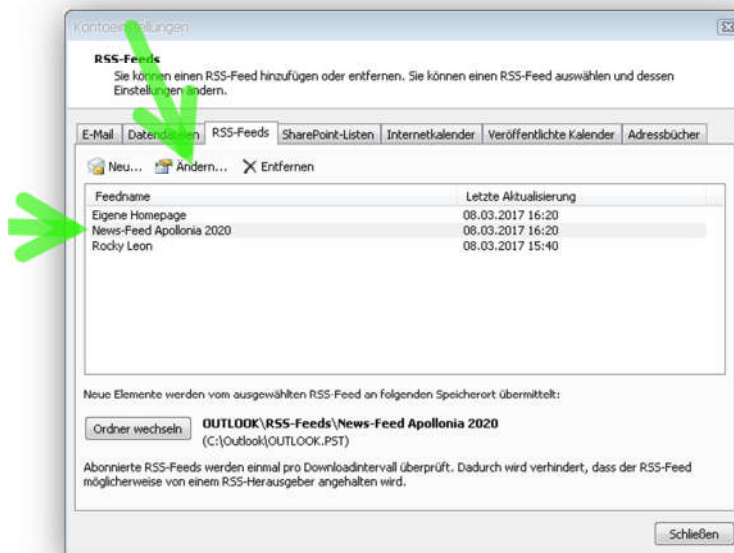 Kontoeinstellungen
RSS-Feeds
Sie können einen RSS-Feed hinzufügen oder entfernen. Sie können einen RSS-Feed auswählen und dessen
Einstellungen ändern.
E-Mail Datendateien RSS-Feeds SharePoint-Listen Internetkalender Veröffentlichte Kalender Adressbücher
Neu... Ändern... Entfernen
Feedname Letzte Aktualisierung
Eigene Homepage 08.03.2017 16:20
News-Feed Apollonia 2020 08.03.2017 16:20
Rocky Leon 08.03.2017 15:40
Neue Elemente werden vom ausgewählten RSS-Feed an folgenden Speicherort übermittelt:
Ordner wechseln OUTLOOK\RSS-Feeds\News-Feed Apollonia 2020
(C:\Outlook\OUTLOOK.PST)
Abonnierte RSS-Feeds werden einmal pro Downloadintervall überprüft. Dadurch wird verhindert, dass der RSS-Feed
möglicherweise von einem RSS-Herausgeber angehalten wird.
Schließen